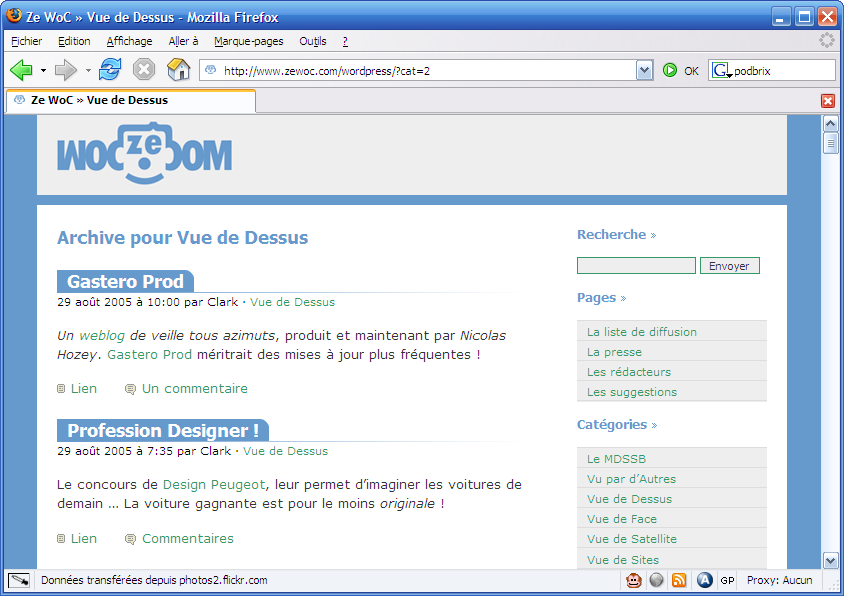 Ze WoC » Vue de Dessus - Mozilla Firefox
Fichier Edition Affichage Aller à Marque-pages Outils ?
http://www.zewoc.com/wordpress/?cat=2 OK G podbrix
Ze WoC » Vue de Dessus
WOC ze DOM
Archive pour Vue de Dessus
Gastero Prod
29 août 2005 à 10:00 par Clark · Vue de Dessus
Un weblog de veille tous azimuts, produit et maintenant par Nicolas
Hozey. Gastero Prod méritrait des mises à jour plus fréquentes !
Lien Un commentaire
Profession Designer !
29 août 2005 à 7:35 par Clark · Vue de Dessus
Le concours de Design Peugeot, leur permet d’imaginer les voitures de
demain … La voiture gagnante est pour le moins originale !
Lien Commentaires
Recherche »
Envoyer
Pages »
La liste de diffusion
La presse
Les rédacteurs
Les suggestions
Catégories »
Le MDSSB
Vu par d’Autres
Vue de Dessus
Vue de Face
Vue de Satellite
Vue de Sites
Données transférées depuis photos2.flickr.com A GP Proxy: Aucun